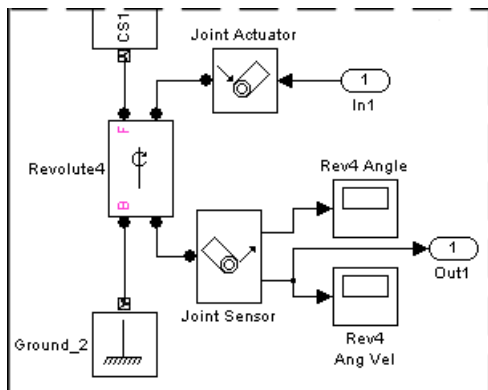 CS1
Joint Actuator
1
In1
F
Revolute4
B
Rev4 Angle
1
Out1
Joint Sensor
Ground_2
Rev4
Ang Vel